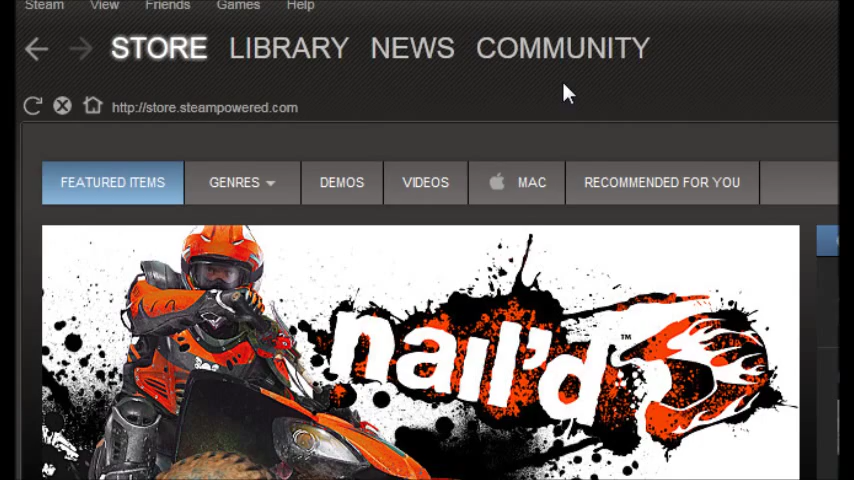 Steam View Friends Games Help
STORE LIBRARY NEWS COMMUNITY
http://store.steampowered.com
FEATURED ITEMS GENRES DEMOS VIDEOS MAC RECOMMENDED FOR YOU
nail'd™